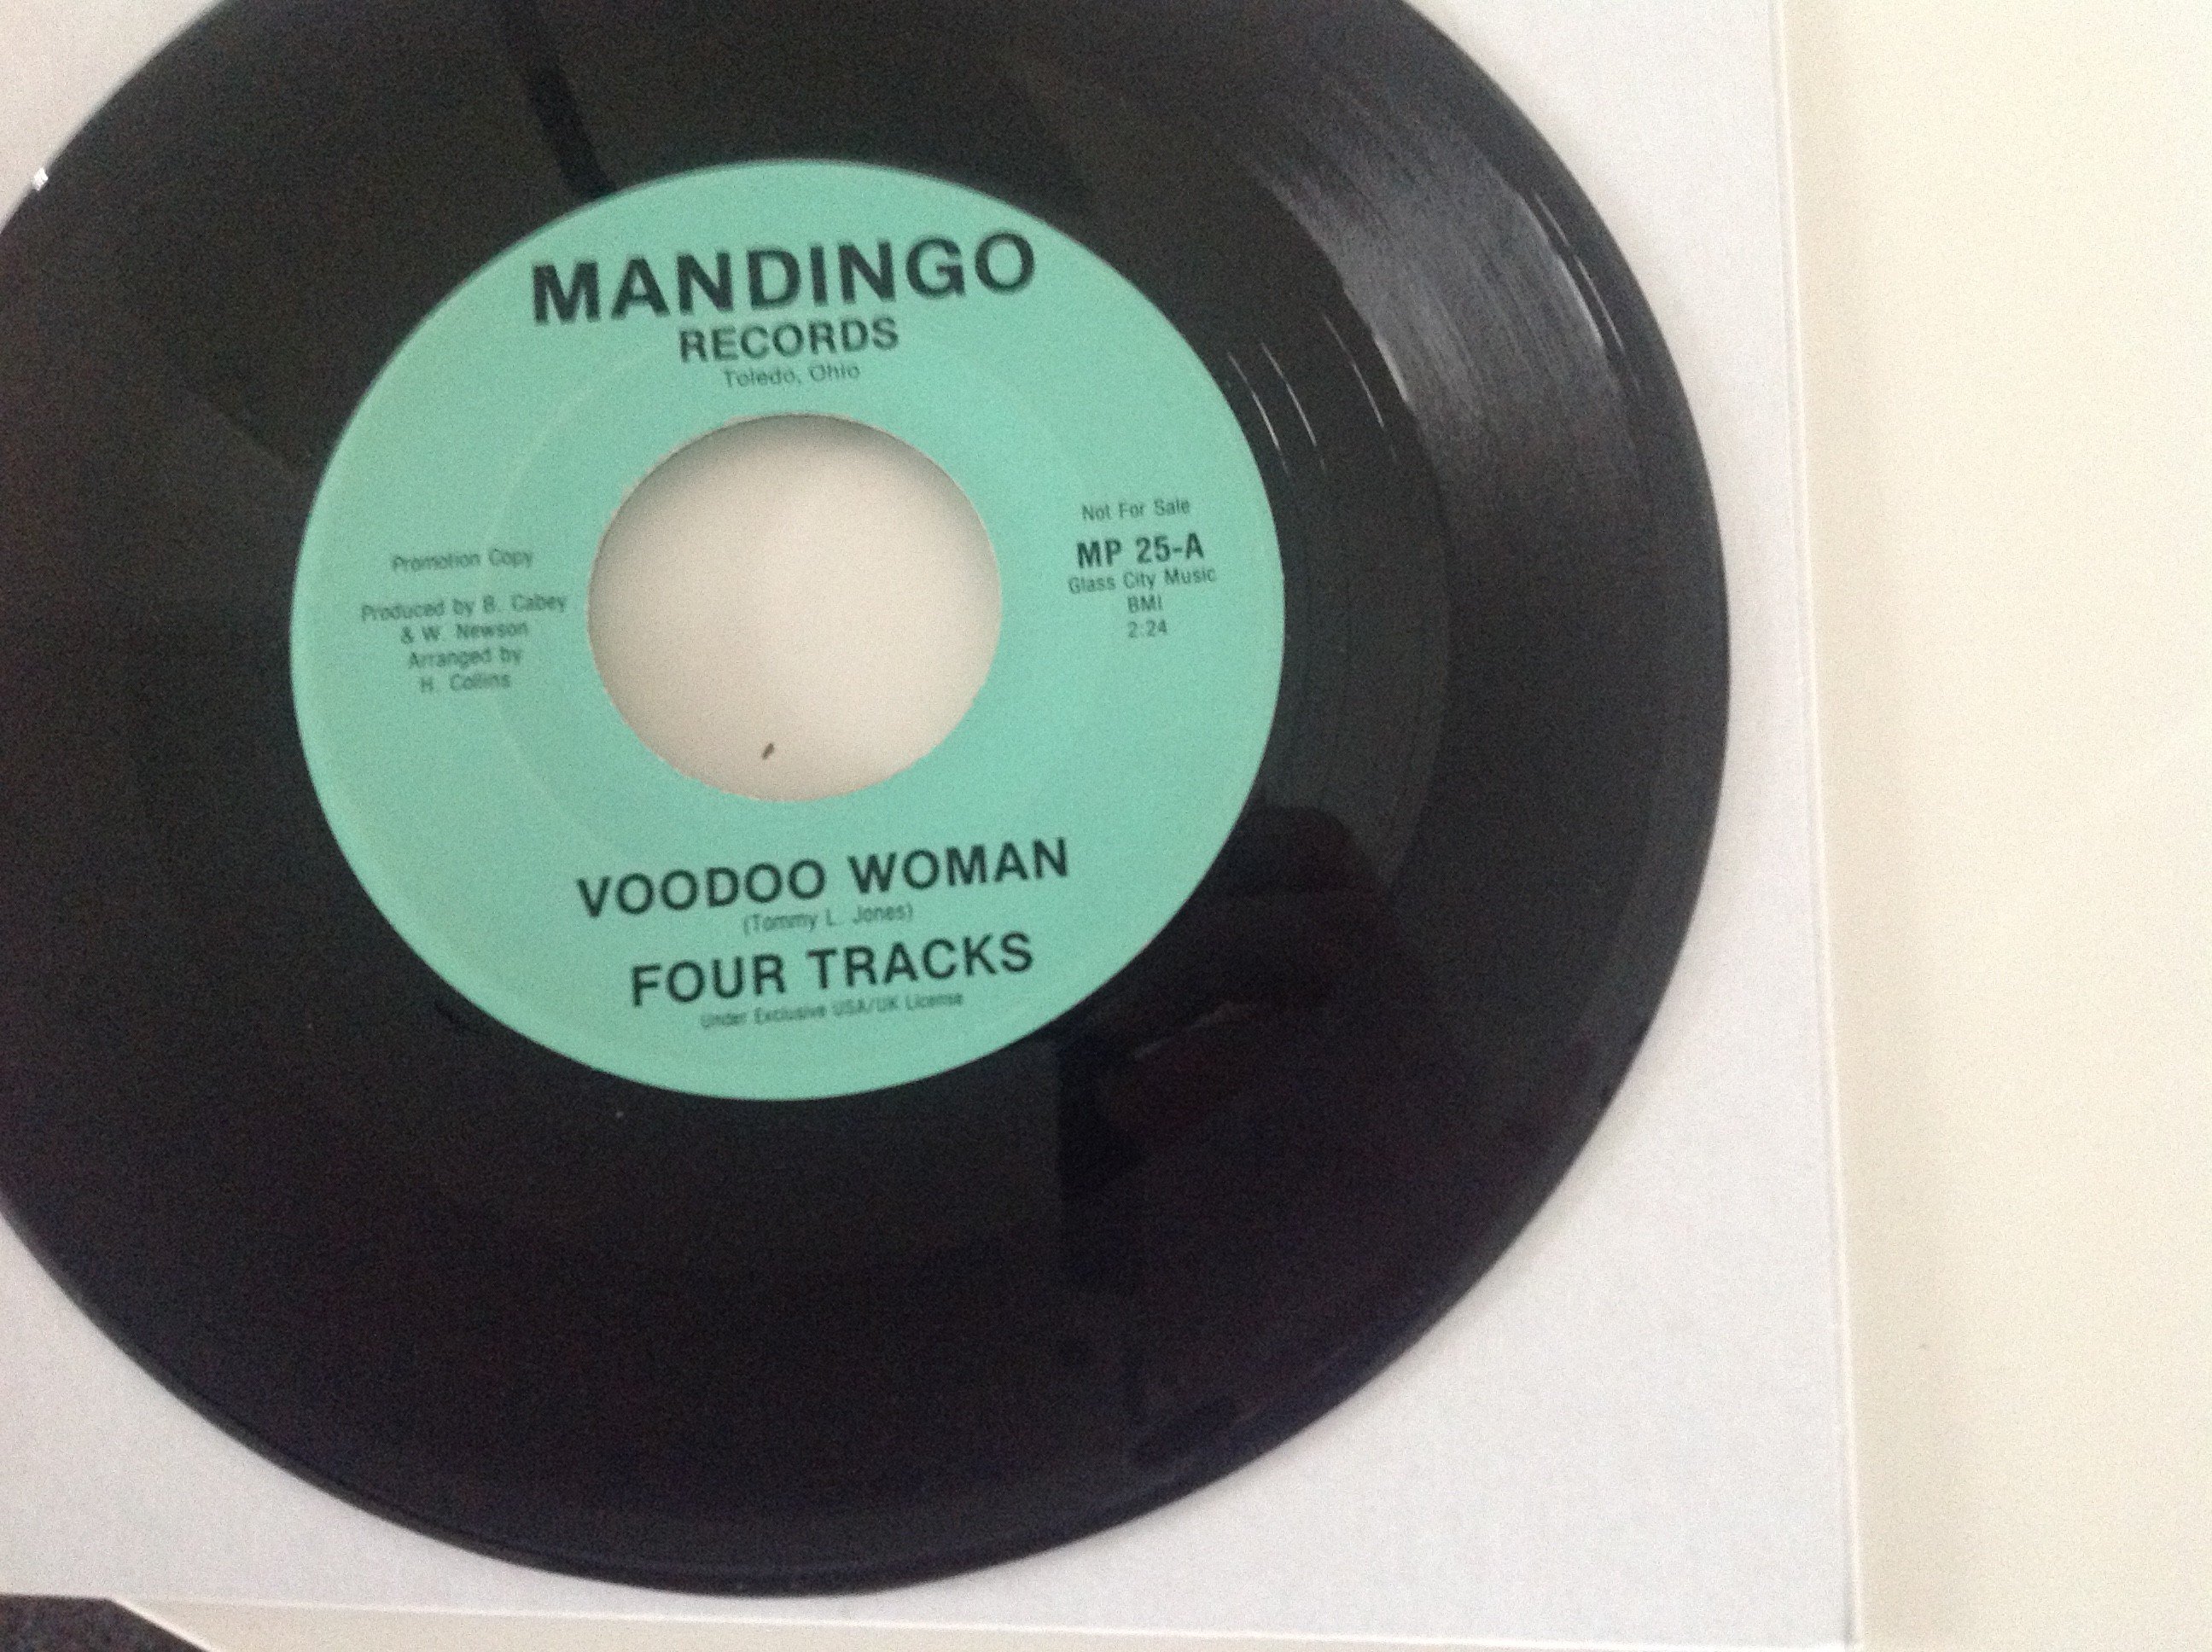 MANDINGO
RECORDS
Toledo, Ohio
Promotion Copy
Produced by B. Cabey
& W. Newson
Arranged by
H. Collins
Not For Sale
MP 25-A
Glass City Music
BMI
2:24
VOODOO WOMAN
(Tommy L. Jones)
FOUR TRACKS
Under Exclusive USA/UK License